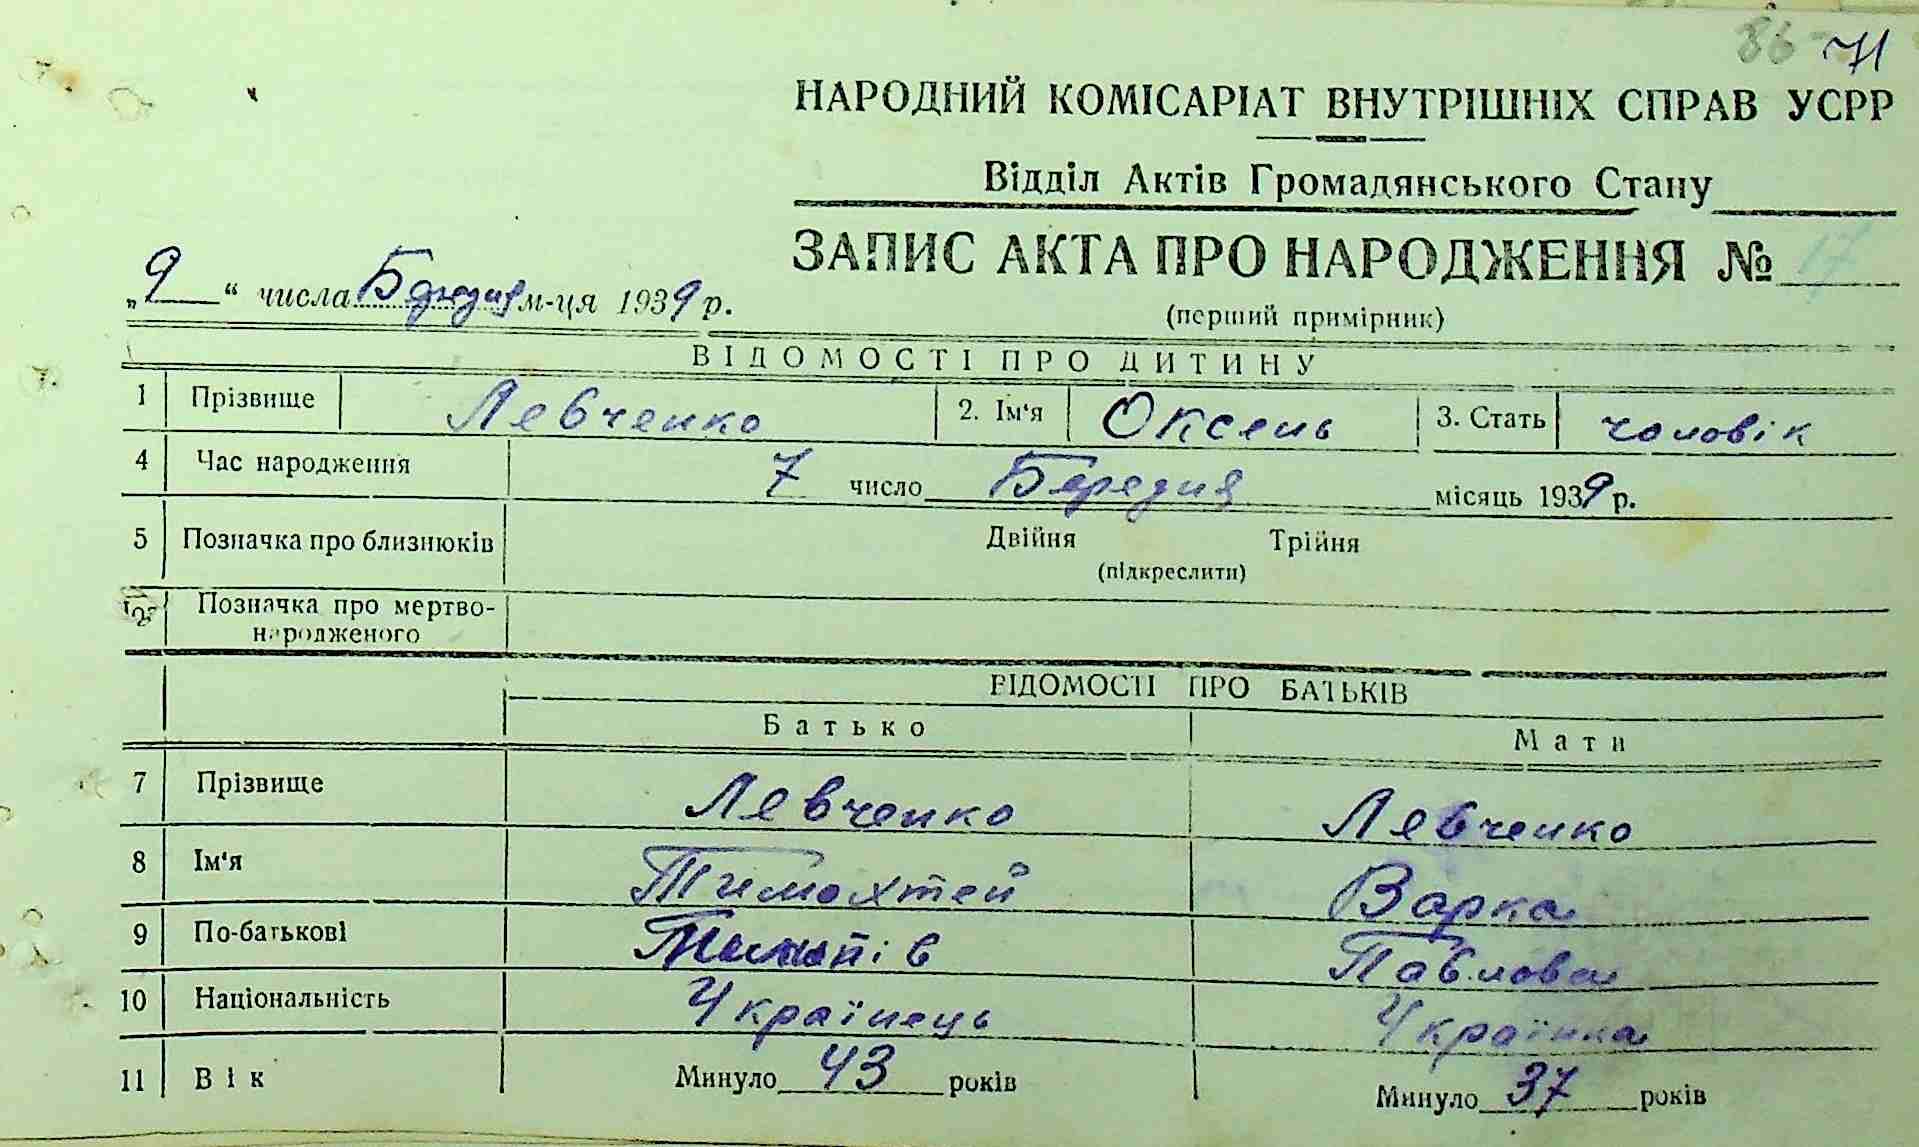 86 - 71
НАРОДНИЙ КОМІСАРІАТ ВНУТРІШНІХ СПРАВ УСРР
Відділ Актів Громадянського Стану
ЗАПИС АКТА ПРО НАРОДЖЕННЯ № 17
„9“ числа Бередня м-ця 1939 р.
(перший примірник)
ВІДОМОСТІ ПРО ДИТИНУ
1 Прізвище Левченко 2. Ім'я Оксень 3. Стать чоловік
4 Час народження 7 число Бередня місяць 1939 р.
5 Позначка про близнюків Двійня Трійня
(підкреслити)
Позначка про мертво-
народженого
ВІДОМОСТІ ПРО БАТЬКІВ
Батько Мати
7 Прізвище Левченко Левченко
8 Ім'я Тимохтей Варка
9 По-батькові Павлова
10 Національність Українець Українка
11 Вік Минуло 43 років Минуло 37 років